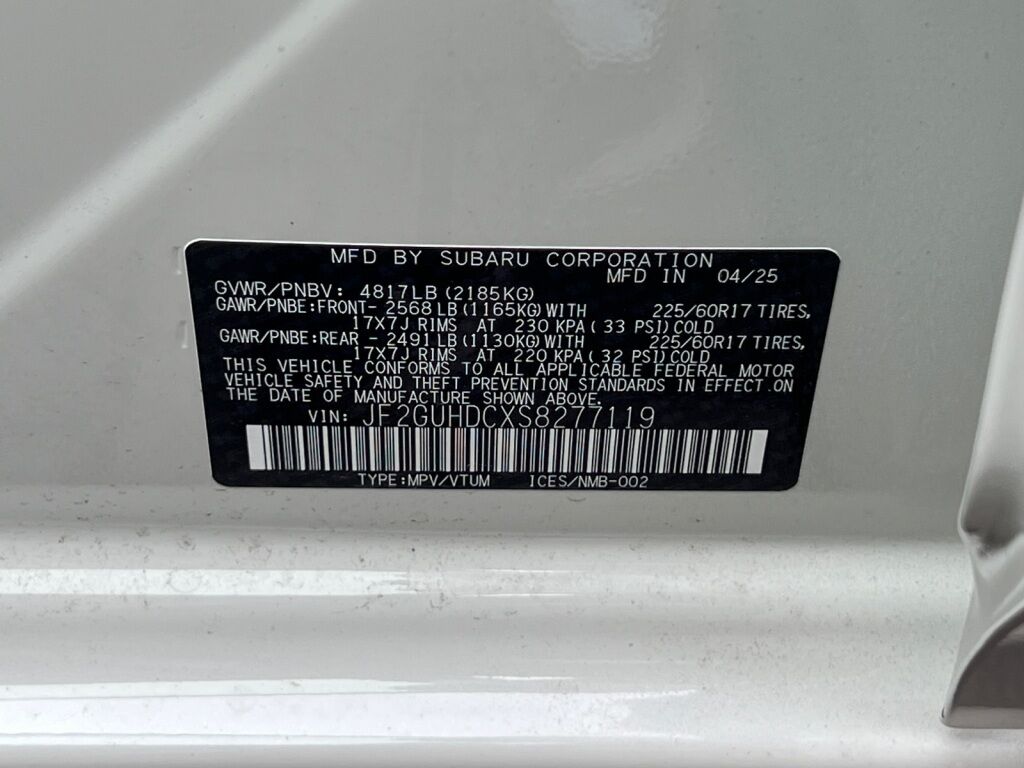 MFD BY SUBARU CORPORATION
MFD IN 04/25
GVWR/PNBV: 4817LB (2185KG)
GAWR/PNBE:FRONT- 2568 LB (1165KG) WITH 225/60R17 TIRES,
17X7J RIMS AT 230 KPA ( 33 PSI) COLD
GAWR/PNBE:REAR - 2491 LB (1130KG) WITH 225/60R17 TIRES,
17X7J RIMS AT 220 KPA ( 32 PSI) COLD
THIS VEHICLE CONFORMS TO ALL APPLICABLE FEDERAL MOTOR
VEHICLE SAFETY AND THEFT PREVENTION STANDARDS IN EFFECT ON
THE DATE OF MANUFACTURE SHOWN ABOVE.
VIN: JF2GUHDCXS8277119
TYPE:MPV/VTUM ICES/NMB-002